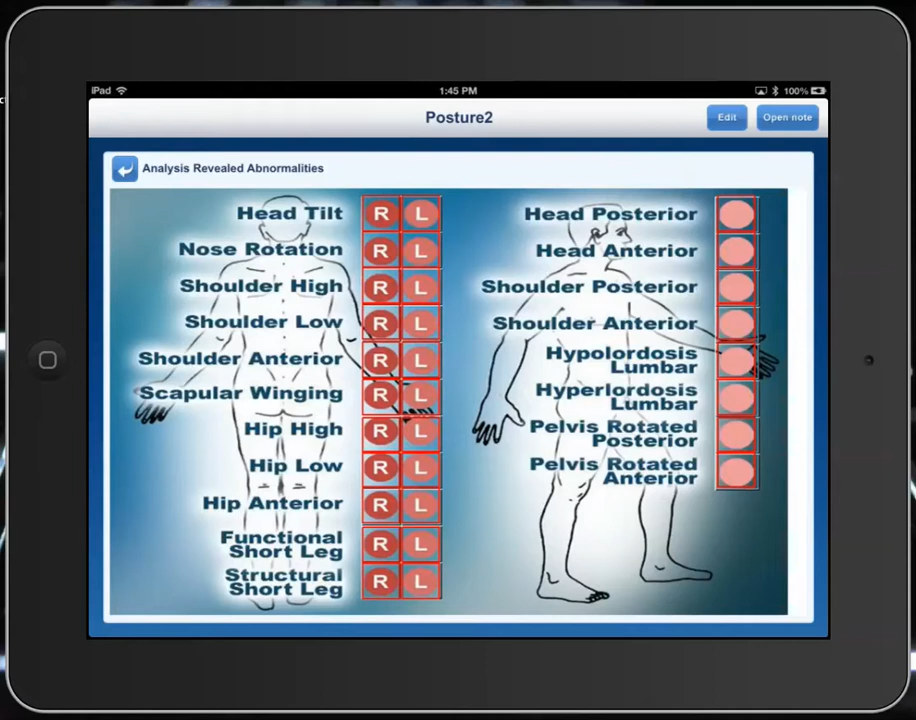 iPad
1:45 PM
100%
Posture2
Edit
Open note
Analysis Revealed Abnormalities
Head Tilt R L
Nose Rotation R L
Shoulder High R L
Shoulder Low R L
Shoulder Anterior R L
Scapular Winging R L
Hip High R L
Hip Low R L
Hip Anterior R L
Functional
Short Leg R L
Structural
Short Leg R L
Head Posterior
Head Anterior
Shoulder Posterior
Shoulder Anterior
Hypolordosis
Lumbar
Hyperlordosis
Lumbar
Pelvis Rotated
Posterior
Pelvis Rotated
Anterior